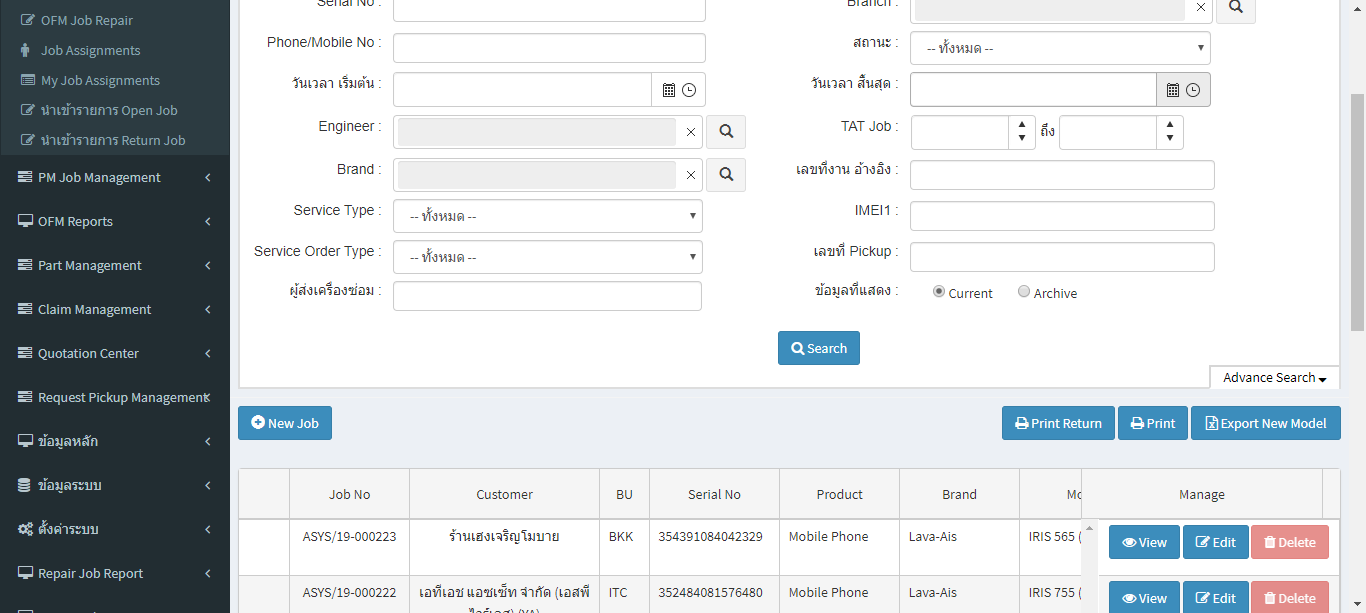 OFM Job Repair
Job Assignments
My Job Assignments
นำเข้ารายการ Open Job
นำเข้ารายการ Return Job
PM Job Management
OFM Reports
Part Management
Claim Management
Quotation Center
Request Pickup Management
ข้อมูลหลัก
ข้อมูลระบบ
ตั้งค่าระบบ
Repair Job Report
Serial No :
Branch :
Phone/Mobile No :
สถานะ :
-- ทั้งหมด --
วันเวลา เริ่มต้น :
วันเวลา สิ้นสุด :
Engineer :
TAT Job :
ถึง
Brand :
เลขที่งาน อ้างอิง :
Service Type :
-- ทั้งหมด --
IMEI1 :
Service Order Type :
-- ทั้งหมด --
เลขที่ Pickup :
ผู้ส่งเครื่องซ่อม :
ข้อมูลที่แสดง :
Current
Archive
Search
Advance Search
New Job
Print Return
Print
Export New Model
Job No Customer BU Serial No Product Brand Manage
ASYS/19-000223 ร้านเฮงเจริญโมบาย BKK 354391084042329 Mobile Phone Lava-Ais IRIS 565 ( View Edit Delete
ASYS/19-000222 เอทีเอช แอชเซ็ท จำกัด (เอสพี ITC 352484081576480 Mobile Phone Lava-Ais IRIS 755 ( View Edit Delete